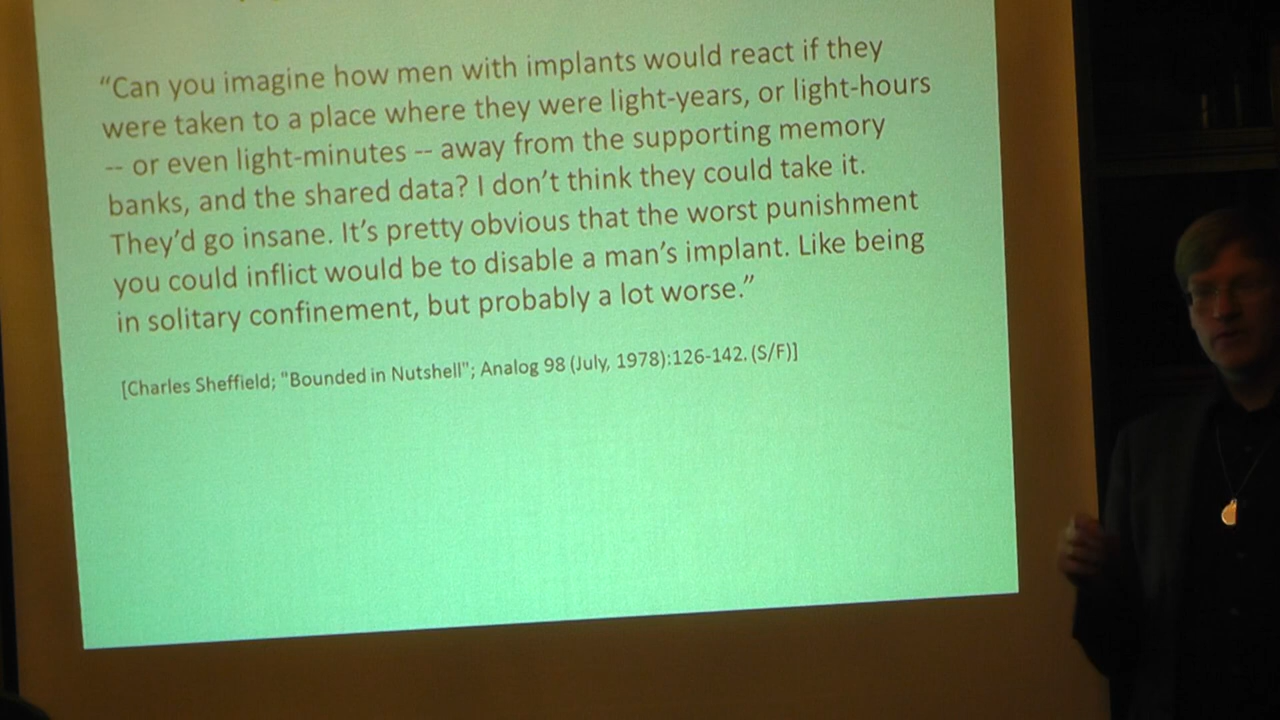 “Can you imagine how men with implants would react if they
were taken to a place where they were light-years, or light-hours
-- or even light-minutes -- away from the supporting memory
banks, and the shared data? I don’t think they could take it.
They’d go insane. It’s pretty obvious that the worst punishment
you could inflict would be to disable a man’s implant. Like being
in solitary confinement, but probably a lot worse.”
[Charles Sheffield; "Bounded in Nutshell"; Analog 98 (July, 1978):126-142. (S/F)]